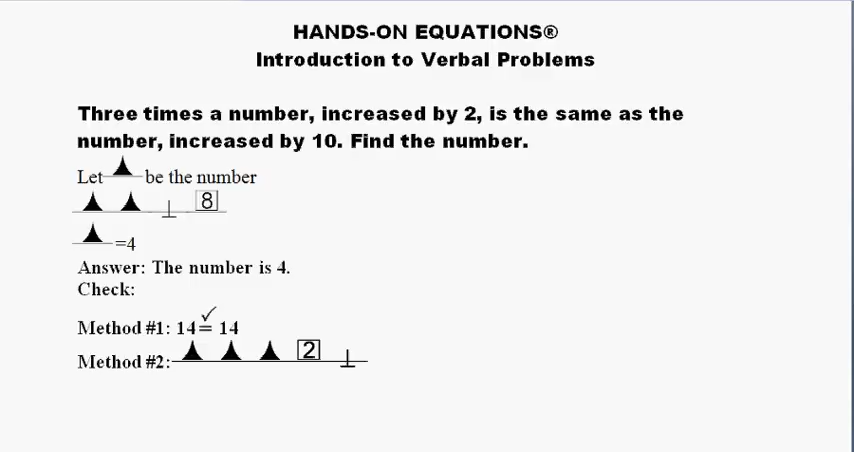 HANDS-ON EQUATIONS®
Introduction to Verbal Problems
Three times a number, increased by 2, is the same as the
number, increased by 10. Find the number.
Let be the number
8
=4
Answer: The number is 4.
Check:
Method #1: 14 = 14
Method #2: 2